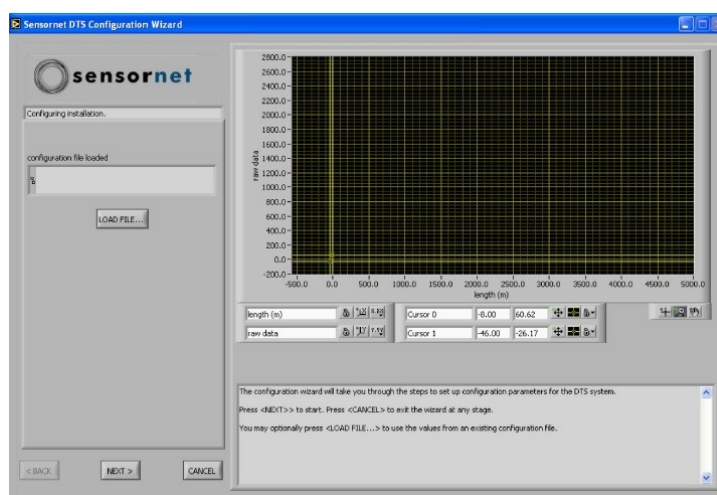 Sensornet DTS Configuration Wizard
sensornet
Configuring installation.
configuration file loaded
LOAD FILE...
< BACK
NEXT >
CANCEL
2800.0
2600.0
2400.0
2200.0
2000.0
1800.0
1600.0
1400.0
1200.0
1000.0
800.0
600.0
400.0
200.0
0.0
-200.0
raw data
-500.0 0.0 500.0 1000.0 1500.0 2000.0 2500.0 3000.0 3500.0 4000.0 4500.0 5000.0
length (m)
length (m)
raw data
Cursor 0 -8.00 60.62
Cursor 1 -46.00 -26.17
The configuration wizard will take you through the steps to set up configuration parameters for the DTS system.
Press <NEXT>> to start. Press <CANCEL> to exit the wizard at any stage.
You may optionally press <LOAD FILE...> to use the values from an existing configuration file.